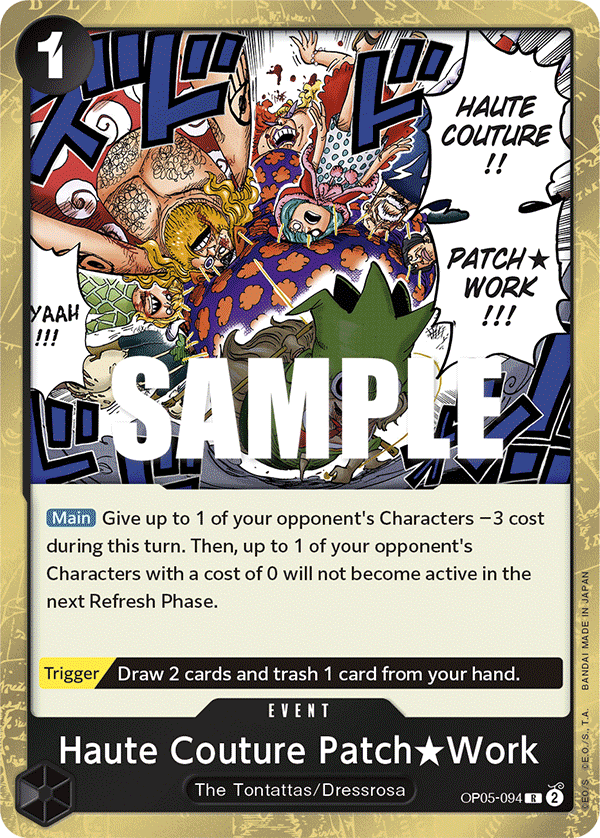 1
ズド
ド
HAUTE
COUTURE
!!
PATCH★
WORK
!!!
YAAH
!!!
SAMPLE
Main Give up to 1 of your opponent's Characters −3 cost
during this turn. Then, up to 1 of your opponent's
Characters with a cost of 0 will not become active in the
next Refresh Phase.
Trigger Draw 2 cards and trash 1 card from your hand.
EVENT
Haute Couture Patch★Work
The Tontattas/Dressrosa
OP05-094 R 2
©E.O./S. ©E.O./S., T.A. BANDAI MADE IN JAPAN